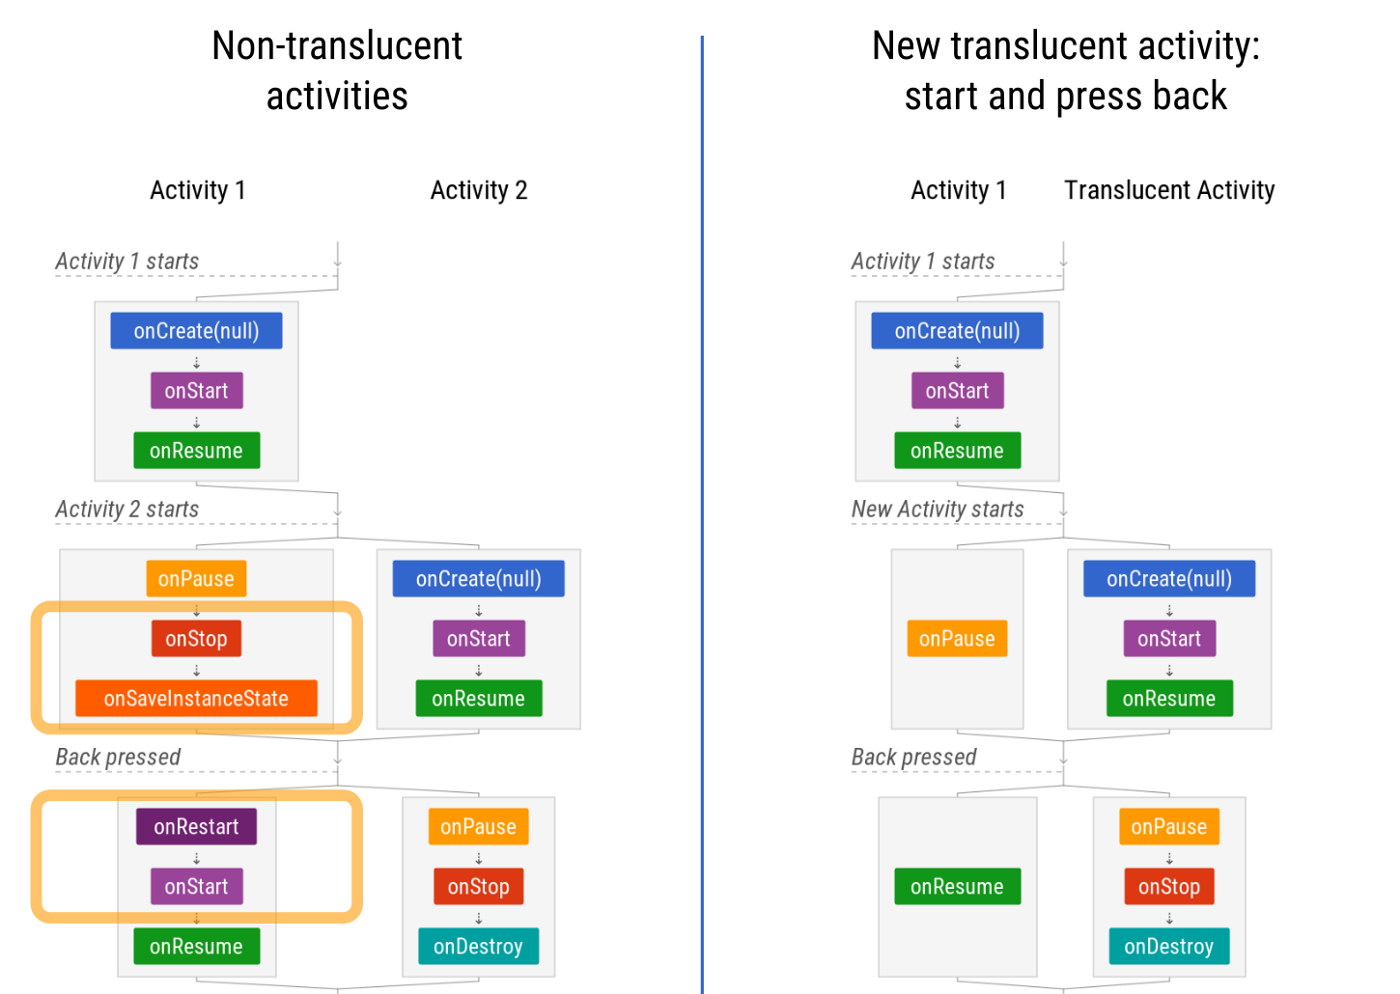 Non-translucent
activities
Activity 1
Activity 2
Activity 1 starts
onCreate(null)
onStart
onResume
Activity 2 starts
onPause
onStop
onSaveInstanceState
onCreate(null)
onStart
onResume
Back pressed
onRestart
onStart
onResume
onPause
onStop
onDestroy
New translucent activity:
start and press back
Activity 1
Translucent Activity
Activity 1 starts
onCreate(null)
onStart
onResume
New Activity starts
onPause
onCreate(null)
onStart
onResume
Back pressed
onResume
onPause
onStop
onDestroy